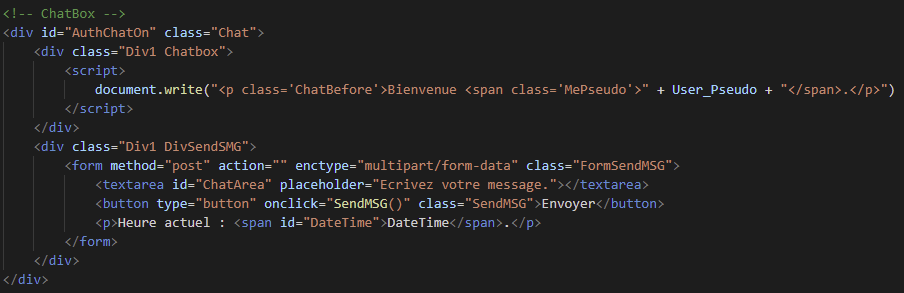 <!-- ChatBox -->
<div id="AuthChatOn" class="Chat">
    <div class="Div1 Chatbox">
        <script>
            document.write("<p class='ChatBefore'>Bienvenue <span class='MePseudo'>" + User_Pseudo + "</span>.</p>")
        </script>
    </div>
    <div class="Div1 DivSendSMG">
        <form method="post" action="" enctype="multipart/form-data" class="FormSendMSG">
            <textarea id="ChatArea" placeholder="Ecrivez votre message."></textarea>
            <button type="button" onclick="SendMSG()" class="SendMSG">Envoyer</button>
            <p>Heure actuel : <span id="DateTime">DateTime</span>.</p>
        </form>
    </div>
</div>